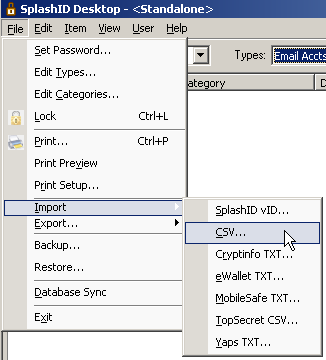 SplashID Desktop - <Standalone>
File Edit Item View User Help
Set Password...
Types: Email Accts
Edit Types...
ategory D
Edit Categories...
Lock Ctrl+L
Print... Ctrl+P
Print Preview
Print Setup...
Import
SplashID vID...
Export...
CSV...
Backup...
Cryptinfo TXT...
Restore...
eWallet TXT...
Database Sync
MobileSafe TXT...
Exit
TopSecret CSV...
Yaps TXT...